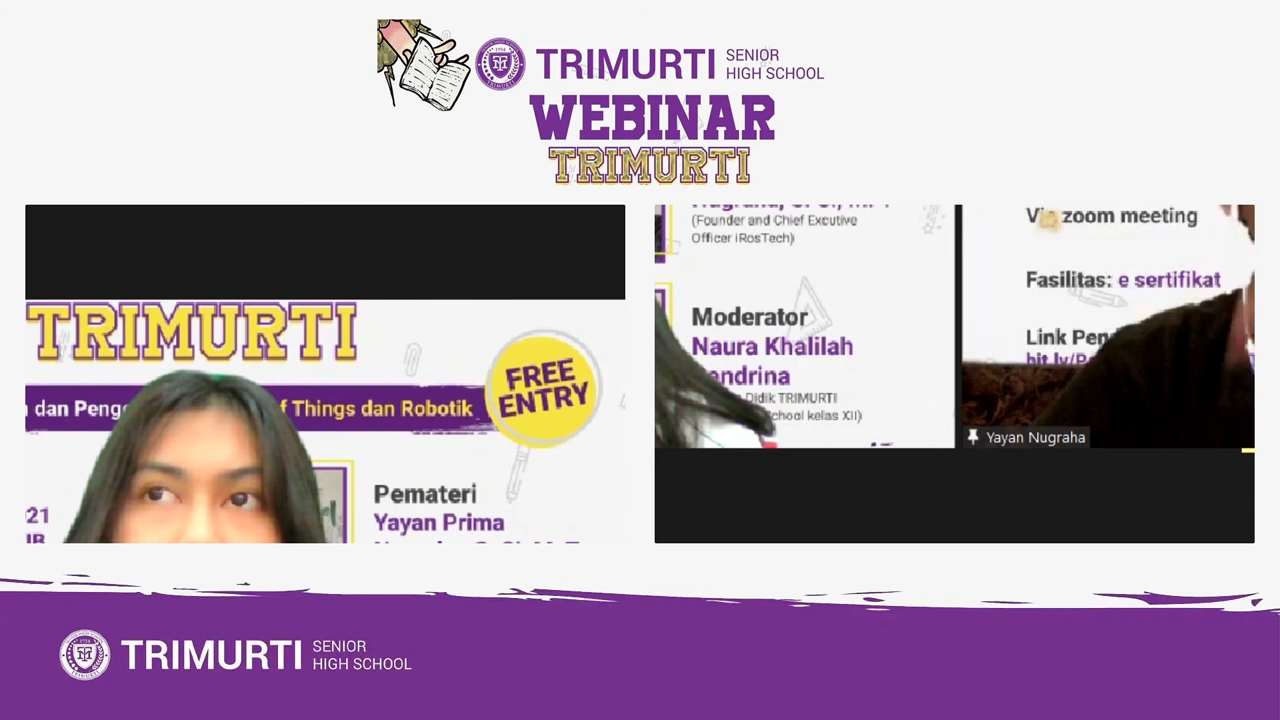 TRIMURTI SENIOR
HIGH SCHOOL
WEBINAR
TRIMURTI
TRIMURTI
FREE
ENTRY
dan
f Things dan Robotik
Pemateri
Yayan Prima
21
(Founder and Chief Excutive
Officer iRosTech)
Moderator
Naura Khalilah
endrina
Didik TRIMURTI
chool kelas XII)
Via zoom meeting
Fasilitas: e sertifikat
Link Pen
Yayan Nugraha
TRIMURTI SENIOR
HIGH SCHOOL